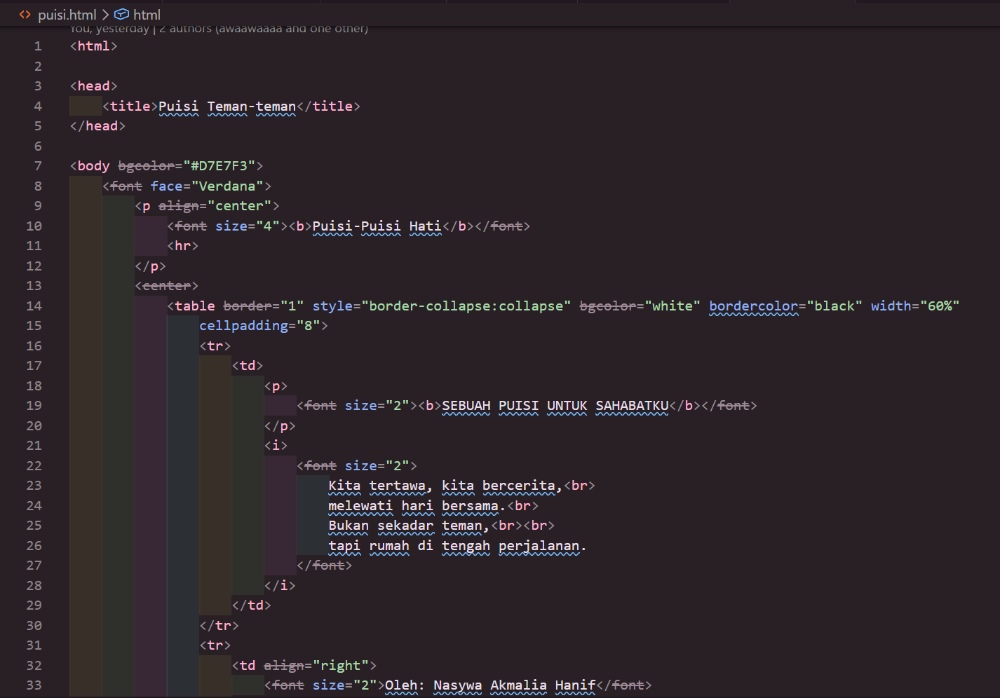 puisi.html > html
You, yesterday | 2 authors (awaawaaaa and one other)
1 <html>
2
3 <head>
4 <title>Puisi Teman-teman</title>
5 </head>
6
7 <body bgcolor="#D7E7F3">
8 <font face="Verdana">
9 <p align="center">
10 <font size="4"><b>Puisi-Puisi Hati</b></font>
11 <hr>
12 </p>
13 <center>
14 <table border="1" style="border-collapse:collapse" bgcolor="white" bordercolor="black" width="60%"
15 cellpadding="8">
16 <tr>
17 <td>
18 <p>
19 <font size="2"><b>SEBUAH PUISI UNTUK SAHABATKU</b></font>
20 </p>
21 <i>
22 <font size="2">
23 Kita tertawa, kita bercerita,<br>
24 melewati hari bersama.<br>
25 Bukan sekadar teman,<br><br>
26 tapi rumah di tengah perjalanan.
27 </font>
28 </i>
29 </td>
30 </tr>
31 <tr>
32 <td align="right">
33 <font size="2">Oleh: Nasywa Akmalia Hanif</font>